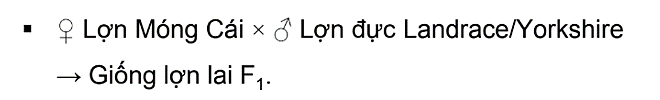 ▪ ♀ Lợn Móng Cái × ♂ Lợn đực Landrace/Yorkshire
→ Giống lợn lai F₁.